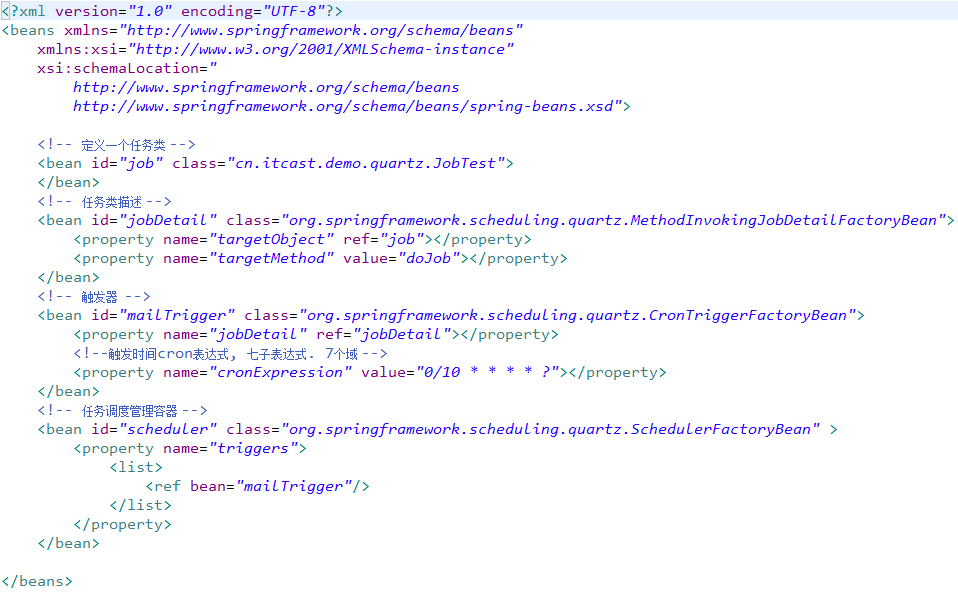 <?xml version="1.0" encoding="UTF-8"?>
<beans xmlns="http://www.springframework.org/schema/beans"
    xmlns:xsi="http://www.w3.org/2001/XMLSchema-instance"
    xsi:schemaLocation="
        http://www.springframework.org/schema/beans
        http://www.springframework.org/schema/beans/spring-beans.xsd">

    <!-- 定义一个任务类 -->
    <bean id="job" class="cn.itcast.demo.quartz.JobTest">
    </bean>
    <!-- 任务类描述 -->
    <bean id="jobDetail" class="org.springframework.scheduling.quartz.MethodInvokingJobDetailFactoryBean">
        <property name="targetObject" ref="job"></property>
        <property name="targetMethod" value="doJob"></property>
    </bean>
    <!-- 触发器 -->
    <bean id="mailTrigger" class="org.springframework.scheduling.quartz.CronTriggerFactoryBean">
        <property name="jobDetail" ref="jobDetail"></property>
        <!--触发时间cron表达式, 七子表达式. 7个域 -->
        <property name="cronExpression" value="0/10 * * * * ?"></property>
    </bean>
    <!-- 任务调度管理容器 -->
    <bean id="scheduler" class="org.springframework.scheduling.quartz.SchedulerFactoryBean" >
        <property name="triggers">
            <list>
                <ref bean="mailTrigger"/>
            </list>
        </property>
    </bean>

</beans>